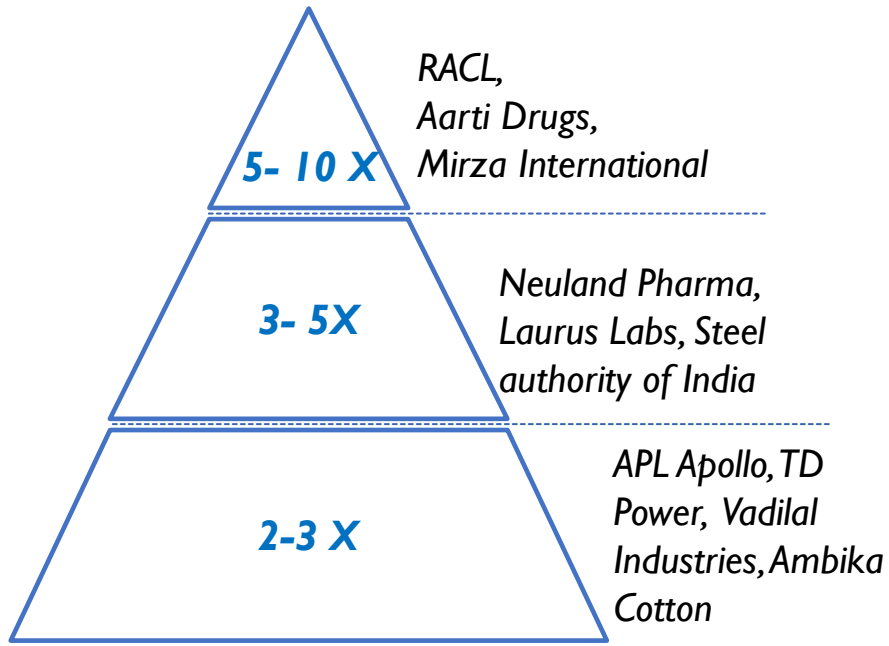 RACL,
Aarti Drugs,
Mirza International
5- 10 X
Neuland Pharma,
Laurus Labs, Steel
authority of India
3- 5X
APL Apollo, TD
Power, Vadilal
Industries, Ambika
Cotton
2-3 X